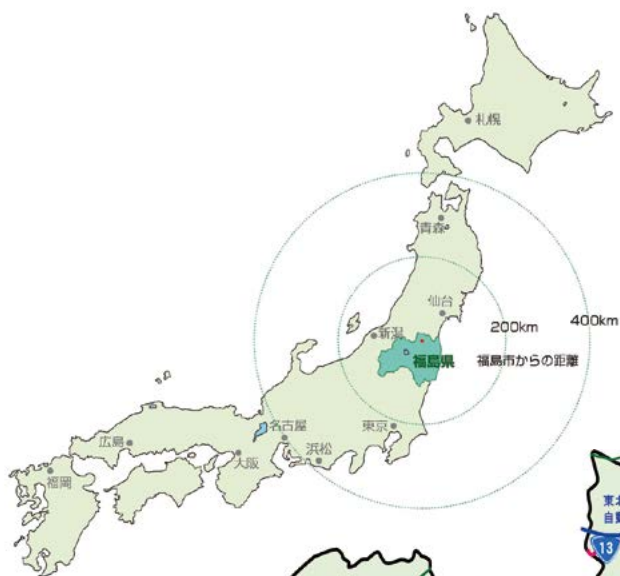 札幌
青森
仙台
新潟
200km
400km
福島県
福島市からの距離
東京
名古屋
浜松
大阪
広島
福岡
13